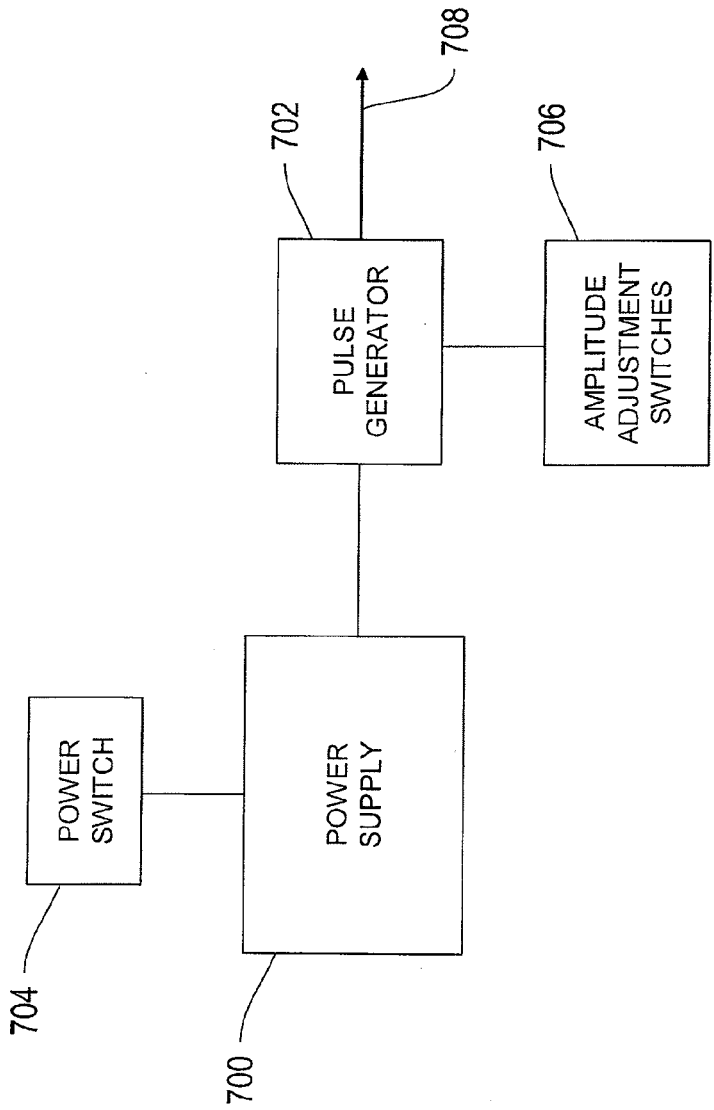 704
POWER
SWITCH
700
POWER
SUPPLY
702
PULSE
GENERATOR
708
706
AMPLITUDE
ADJUSTMENT
SWITCHES